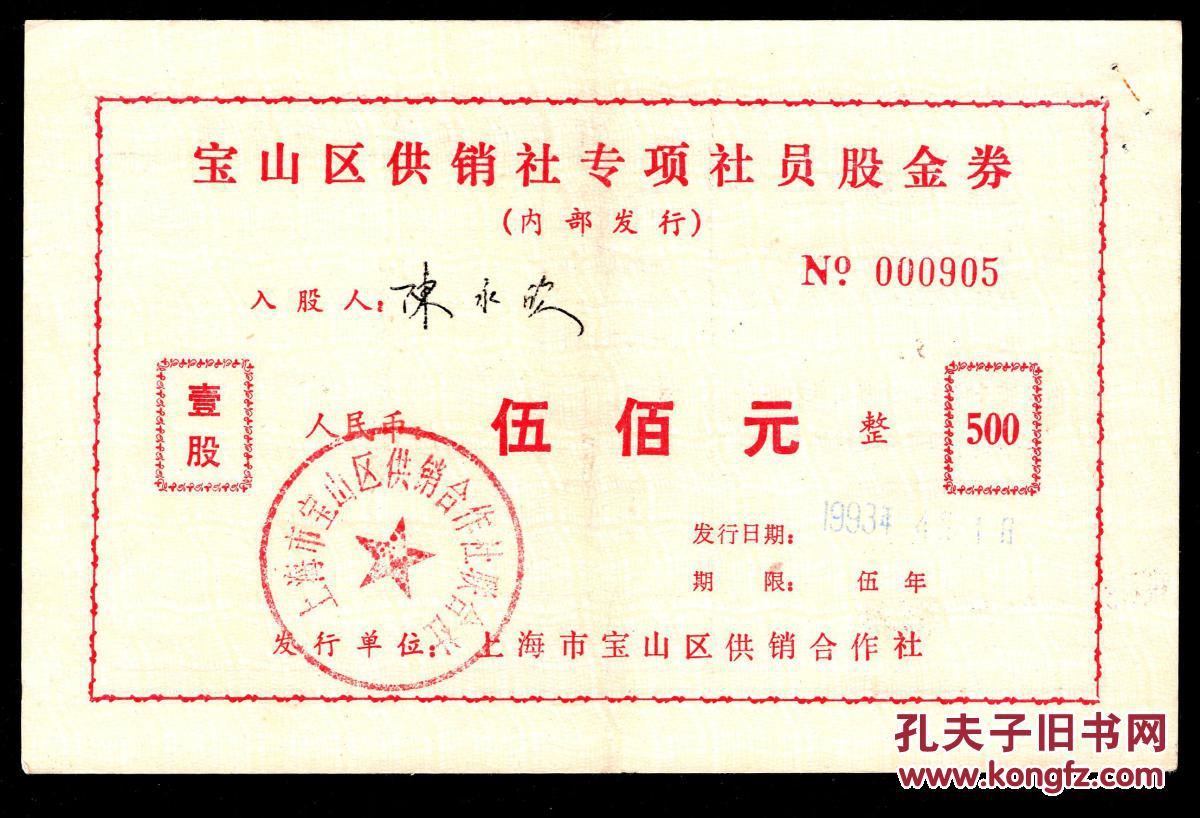 宝山区供销社专项社员股金券
(内部发行)
Nº 000905
入股人：陳永欣
壹股
人民币：伍佰元整
500
发行日期：1993年
期限：伍年
发行单位：上海市宝山区供销合作社
上海市宝山区供销合作社联合社
孔夫子旧书网
www.kongfz.com